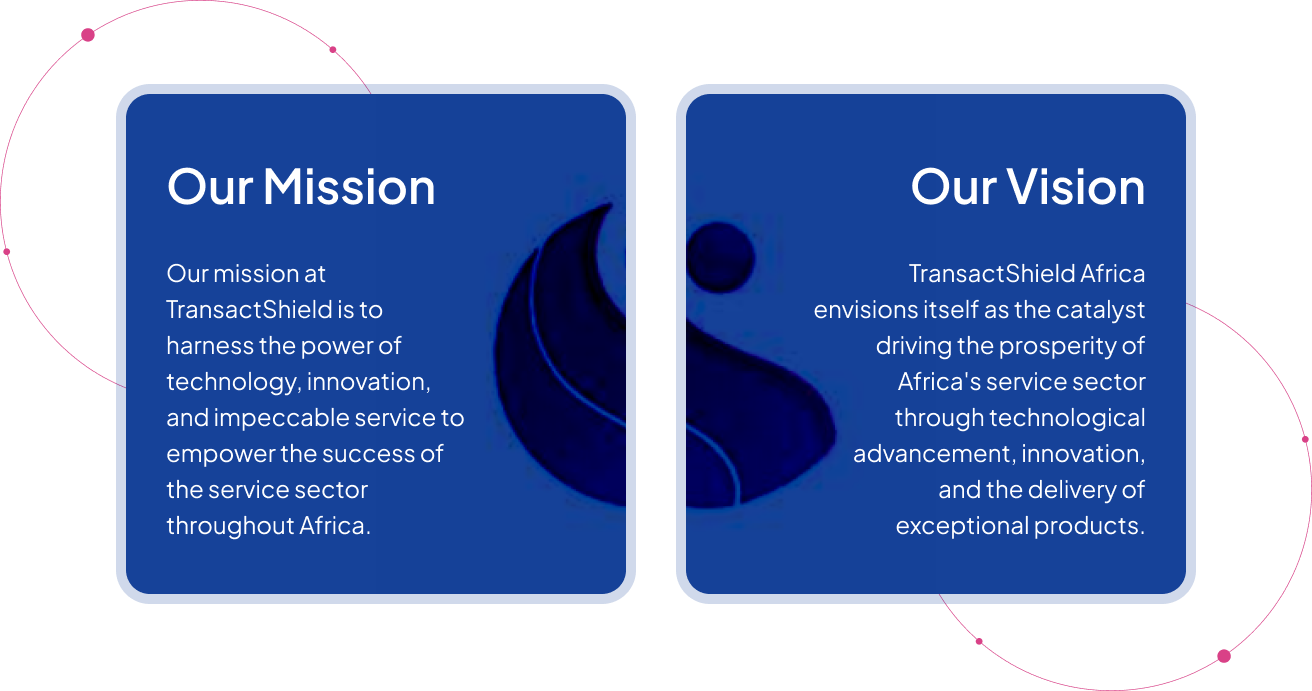 Our Mission
Our mission at
TransactShield is to
harness the power of
technology, innovation,
and impeccable service to
empower the success of
the service sector
throughout Africa.
Our Vision
TransactShield Africa
envisions itself as the catalyst
driving the prosperity of
Africa's service sector
through technological
advancement, innovation,
and the delivery of
exceptional products.